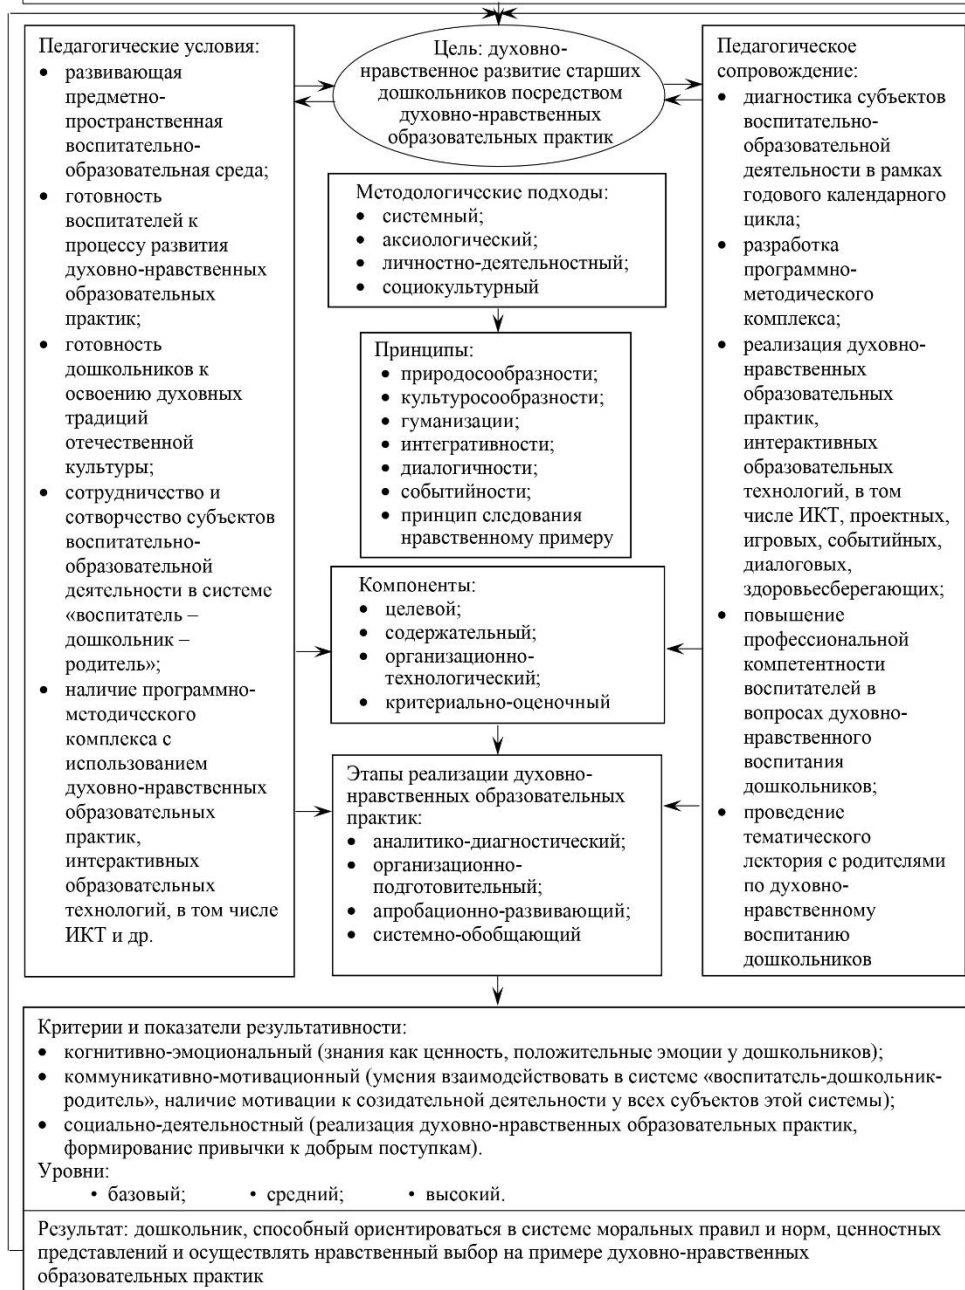 Педагогические условия:
• развивающая
предметно-
пространственная
воспитательно-
образовательная среда;
• готовность
воспитателей к
процессу развития
духовно-нравственных
образовательных
практик;
• готовность
дошкольников к
освоению духовных
традиций
отечественной
культуры;
• сотрудничество и
сотворчество субъектов
воспитательно-
образовательной
деятельности в системе
«воспитатель –
дошкольник –
родитель»;
• наличие программно-
методического
комплекса с
использованием
духовно-нравственных
образовательных
практик,
интерактивных
образовательных
технологий, в том числе
ИКТ и др.
Цель: духовно-
нравственное развитие старших
дошкольников посредством
духовно-нравственных
образовательных практик
Методологические подходы:
• системный;
• аксиологический;
• личностно-деятельностный;
• социокультурный
Принципы:
• природосообразности;
• культуросообразности;
• гуманизации;
• интегративности;
• диалогичности;
• событийности;
• принцип следования
нравственному примеру
Компоненты:
• целевой;
• содержательный;
• организационно-
технологический;
• критериально-оценочный
Этапы реализации духовно-
нравственных образовательных
практик:
• аналитико-диагностический;
• организационно-
подготовительный;
• апробационно-развивающий;
• системно-обобщающий
Педагогическое
сопровождение:
• диагностика субъектов
воспитательно-
образовательной
деятельности в рамках
годового календарного
цикла;
• разработка
программно-
методического
комплекса;
• реализация духовно-
нравственных
образовательных
практик,
интерактивных
образовательных
технологий, в том
числе ИКТ, проектных,
игровых, событийных,
диалоговых,
здоровьесберегающих;
• повышение
профессиональной
компетентности
воспитателей в
вопросах духовно-
нравственного
воспитания
дошкольников;
• проведение
тематического
лектория с родителями
по духовно-
нравственному
воспитанию
дошкольников
Критерии и показатели результативности:
• когнитивно-эмоциональный (знания как ценность, положительные эмоции у дошкольников);
• коммуникативно-мотивационный (умения взаимодействовать в системе «воспитатель-дошкольник-
родитель», наличие мотивации к созидательной деятельности у всех субъектов этой системы);
• социально-деятельностный (реализация духовно-нравственных образовательных практик,
формирование привычки к добрым поступкам).
Уровни:
• базовый; • средний; • высокий.
Результат: дошкольник, способный ориентироваться в системе моральных правил и норм, ценностных
представлений и осуществлять нравственный выбор на примере духовно-нравственных
образовательных практик